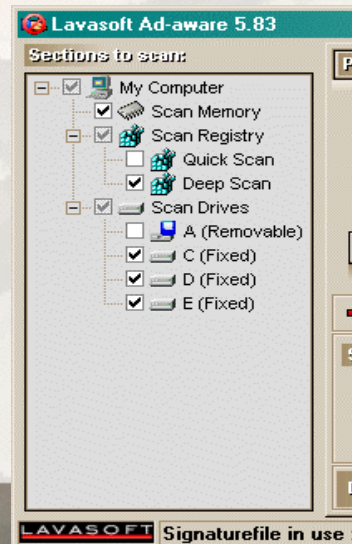 Lavasoft Ad-aware 5.83
Sections to scan:
My Computer
Scan Memory
Scan Registry
Quick Scan
Deep Scan
Scan Drives
A (Removable)
C (Fixed)
D (Fixed)
E (Fixed)
LAVASOFT Signaturefile in use